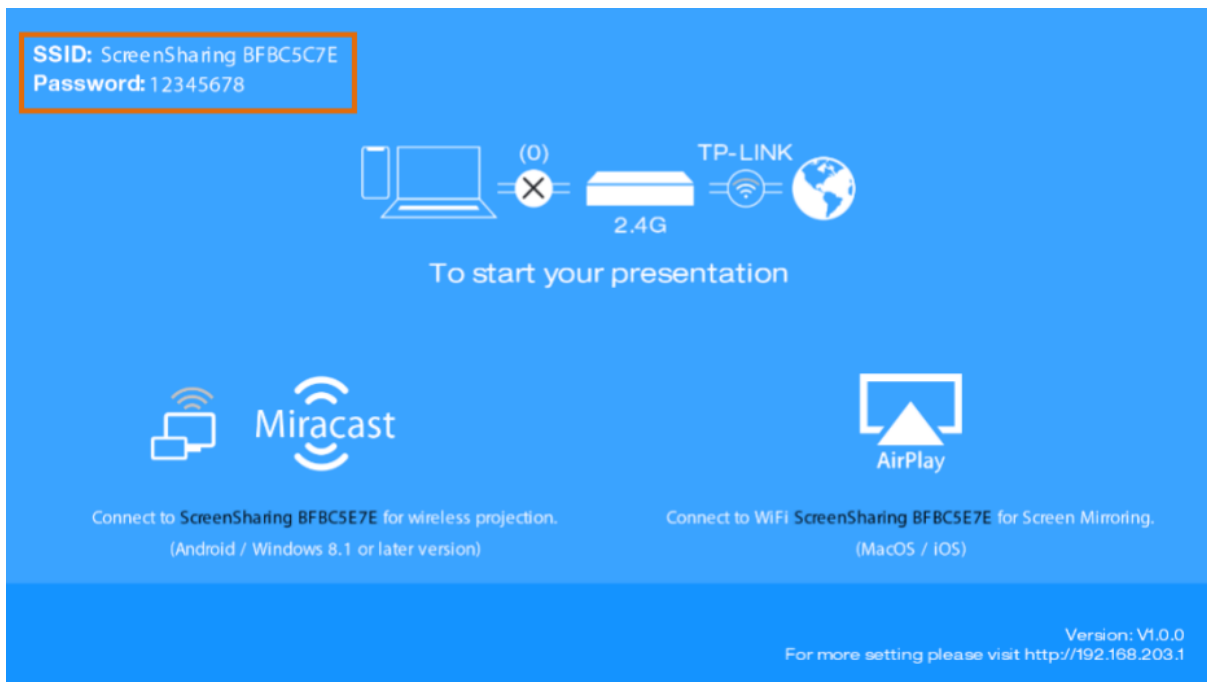 SSID: ScreenSharing BFBC5C7E
Password: 12345678
(0)
TP-LINK
2.4G
To start your presentation
Miracast
AirPlay
Connect to ScreenSharing BFBC5E7E for wireless projection.
(Android / Windows 8.1 or later version)
Connect to WiFi ScreenSharing BFBC5E7E for Screen Mirroring.
(MacOS / iOS)
Version: V1.0.0
For more setting please visit http://192.168.203.1